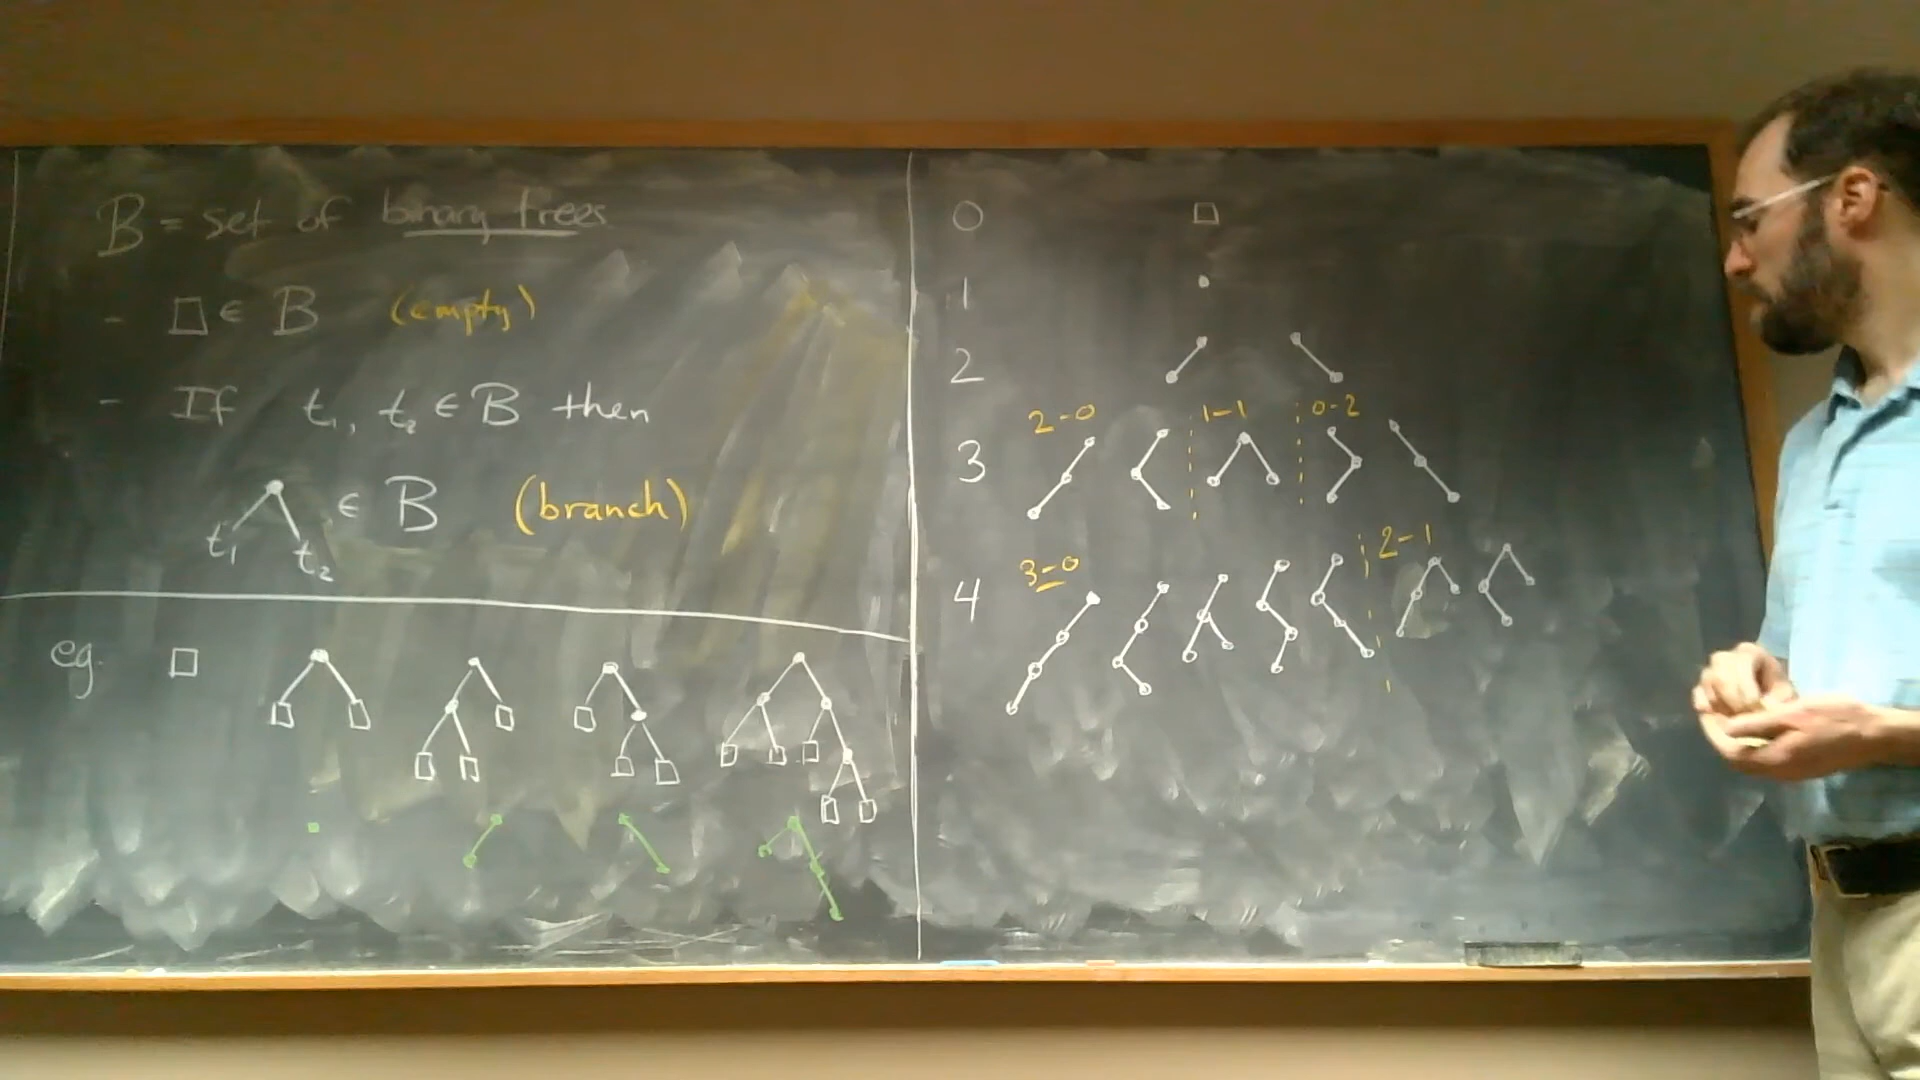 B = set of binary trees
- □ ∈ B (empty)
- If t₁, t₂ ∈ B then
t₁ t₂ ∈ B (branch)
eg. □
0 □
1
2
2-0 1-1 0-2
3
3-0 2-1
4